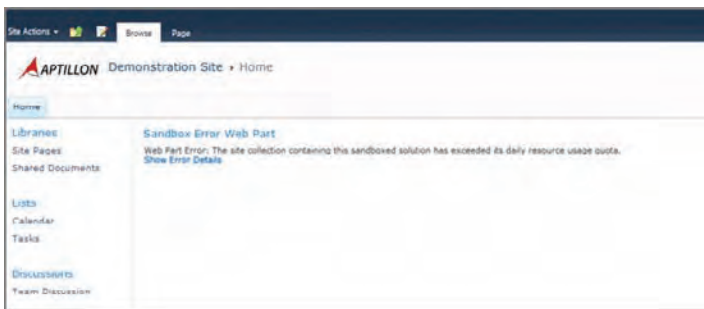 Site Actions
Browse
Page
APTILLON
Demonstration Site ▸ Home
Home
Libraries
Site Pages
Shared Documents
Lists
Calendar
Tasks
Discussions
Team Discussion
Sandbox Error Web Part
Web Part Error: The site collection containing this sandboxed solution has exceeded its daily resource usage quota.
Show Error Details